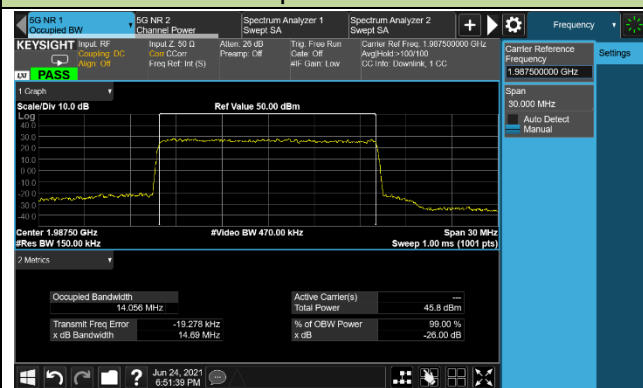 5G NR 1
Occupied BW
5G NR 2
Channel Power
Spectrum Analyzer 1
Swept SA
Spectrum Analyzer 2
Swept SA
Frequency
KEYSIGHT
Input: RF
Coupling: DC
Align: Off
Input Z: 50 Ω
Corr CCorr
Freq Ref: Int (S)
Atten: 26 dB
Preamp: Off
Trig: Free Run
Gate: Off
#IF Gain: Low
Carrier Ref Freq: 1.987500000 GHz
Avg|Hold:>100/100
CC Info: Downlink, 1 CC
LXI
PASS
Carrier Reference
Frequency
1.987500000 GHz
Settings
Span
30.000 MHz
Auto Detect
Manual
1 Graph
Scale/Div 10.0 dB
Ref Value 50.00 dBm
Log
40.0
30.0
20.0
10.0
0.00
-10.0
-20.0
-30.0
-40.0
Center 1.98750 GHz
#Video BW 470.00 kHz
Span 30 MHz
#Res BW 150.00 kHz
Sweep 1.00 ms (1001 pts)
2 Metrics
Occupied Bandwidth
14.056 MHz
Active Carrier(s)
---
Total Power
45.8 dBm
Transmit Freq Error
-19.278 kHz
% of OBW Power
99.00 %
x dB Bandwidth
14.69 MHz
x dB
-26.00 dB
?
Jun 24, 2021
6:51:39 PM